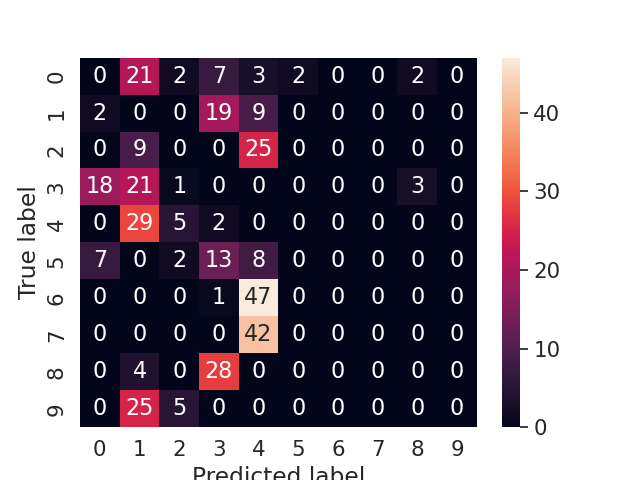 0 0 21 2 7 3 2 0 0 2 0
1 2 0 0 19 9 0 0 0 0 0
2 0 9 0 0 25 0 0 0 0 0
3 18 21 1 0 0 0 0 0 3 0
4 0 29 5 2 0 0 0 0 0 0
5 7 0 2 13 8 0 0 0 0 0
6 0 0 0 1 47 0 0 0 0 0
7 0 0 0 0 42 0 0 0 0 0
8 0 4 0 28 0 0 0 0 0 0
9 0 25 5 0 0 0 0 0 0 0
0 1 2 3 4 5 6 7 8 9
Predicted label
True label
40
30
20
10
0